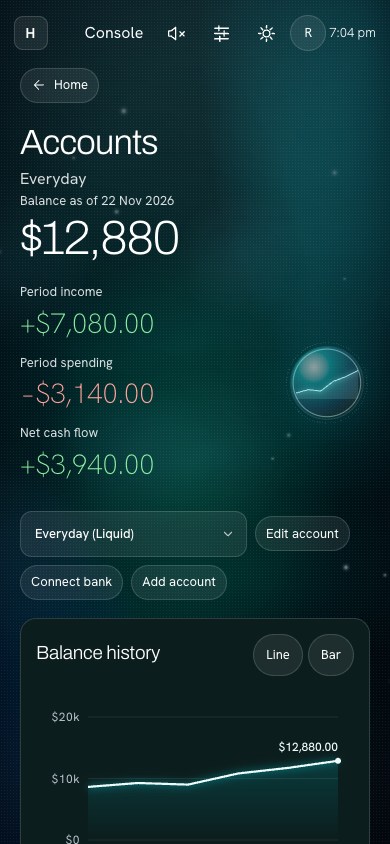 H Console R 7:04 pm
← Home
Accounts
Everyday
Balance as of 22 Nov 2026
$12,880
Period income
+$7,080.00
Period spending
−$3,140.00
Net cash flow
+$3,940.00
Everyday (Liquid) Edit account
Connect bank Add account
Balance history Line Bar
$20k
$12,880.00
$10k
$0